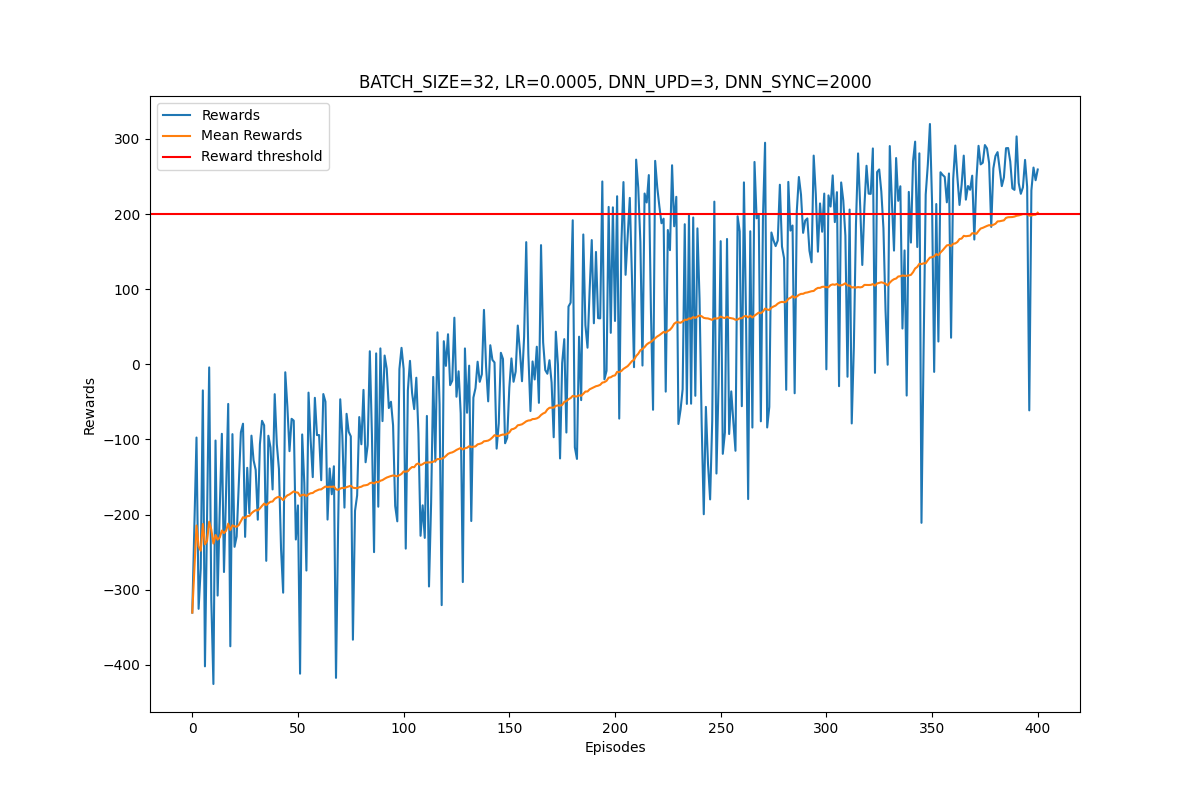 BATCH_SIZE=32, LR=0.0005, DNN_UPD=3, DNN_SYNC=2000
Rewards
Mean Rewards
Reward threshold
300
200
100
0
−100
−200
−300
−400
Rewards
0
50
100
150
200
250
300
350
400
Episodes